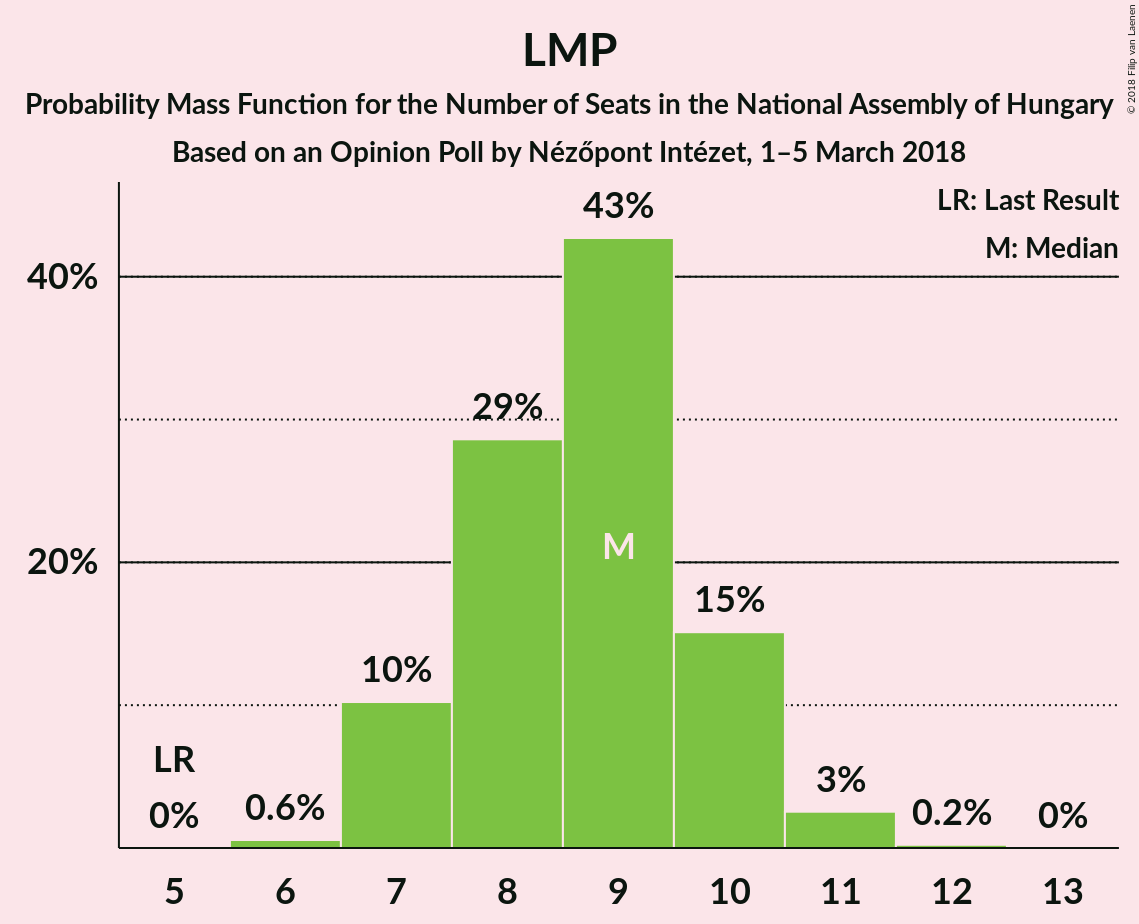 LMP
Probability Mass Function for the Number of Seats in the National Assembly of Hungary
Based on an Opinion Poll by Nézőpont Intézet, 1–5 March 2018
© 2018 Filip van Laenen
LR: Last Result
M: Median
43%
40%
29%
M
20%
15%
10%
LR
3%
0%
0.6%
0.2%
0%
5 6 7 8 9 10 11 12 13